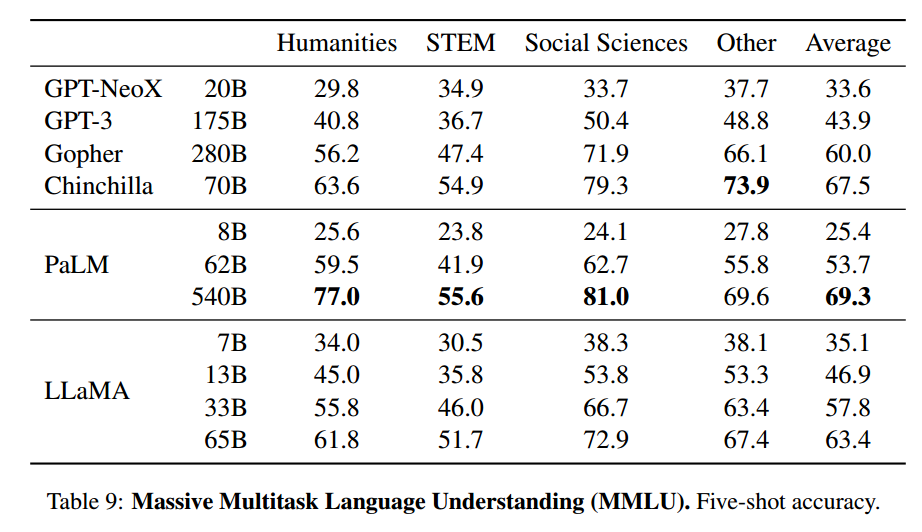 Humanities STEM Social Sciences Other Average
GPT-NeoX 20B 29.8 34.9 33.7 37.7 33.6
GPT-3 175B 40.8 36.7 50.4 48.8 43.9
Gopher 280B 56.2 47.4 71.9 66.1 60.0
Chinchilla 70B 63.6 54.9 79.3 73.9 67.5
8B 25.6 23.8 24.1 27.8 25.4
PaLM 62B 59.5 41.9 62.7 55.8 53.7
540B 77.0 55.6 81.0 69.6 69.3
7B 34.0 30.5 38.3 38.1 35.1
LLaMA 13B 45.0 35.8 53.8 53.3 46.9
33B 55.8 46.0 66.7 63.4 57.8
65B 61.8 51.7 72.9 67.4 63.4
Table 9: Massive Multitask Language Understanding (MMLU). Five-shot accuracy.